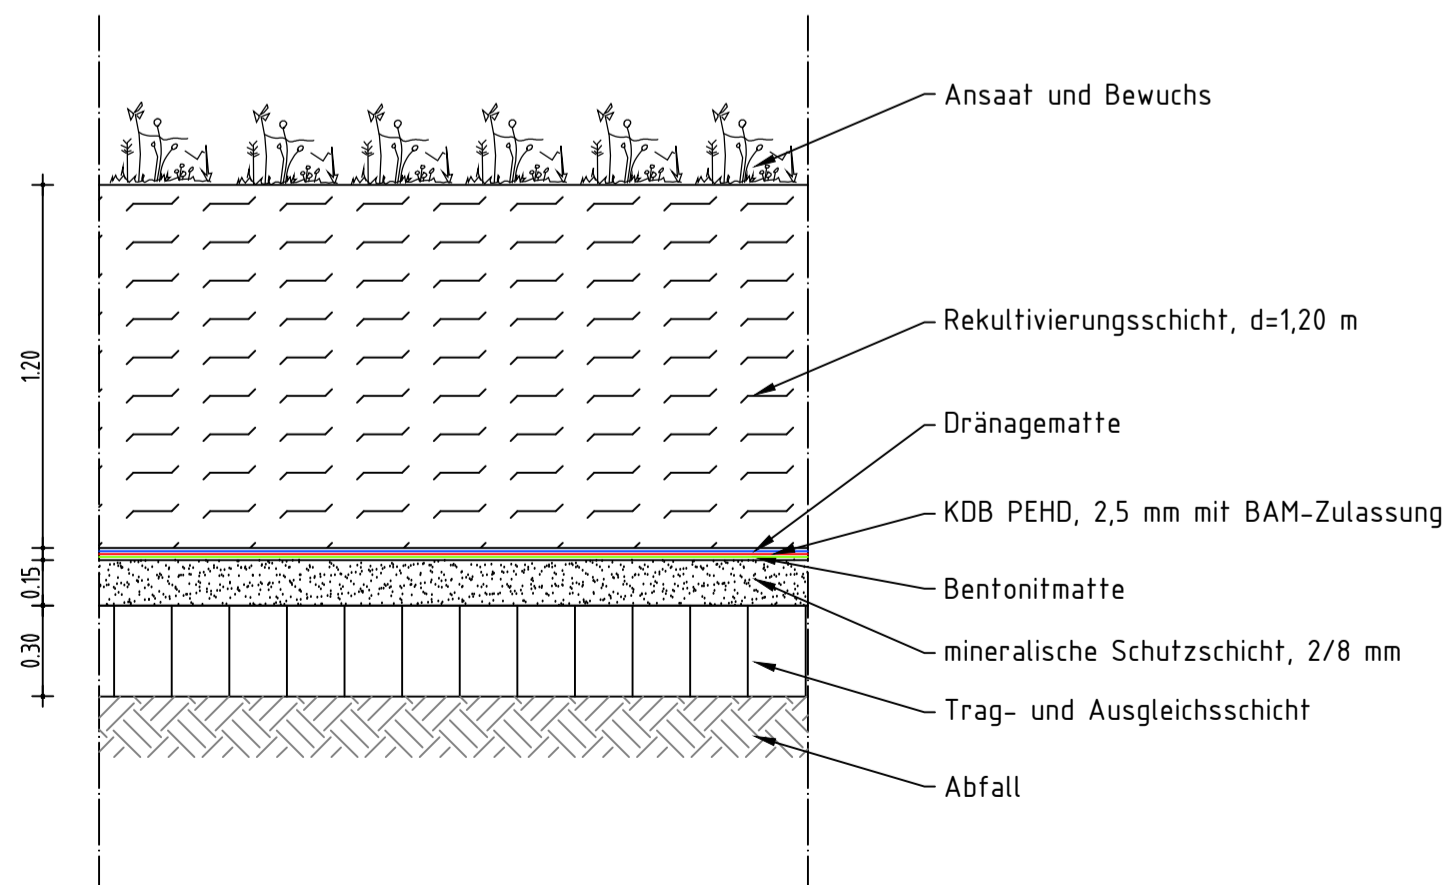 Ansaat und Bewuchs
1.20
Rekultivierungsschicht, d=1,20 m
Dränagematte
KDB PEHD, 2,5 mm mit BAM-Zulassung
0.15
Bentonitmatte
0.30
mineralische Schutzschicht, 2/8 mm
Trag- und Ausgleichsschicht
Abfall